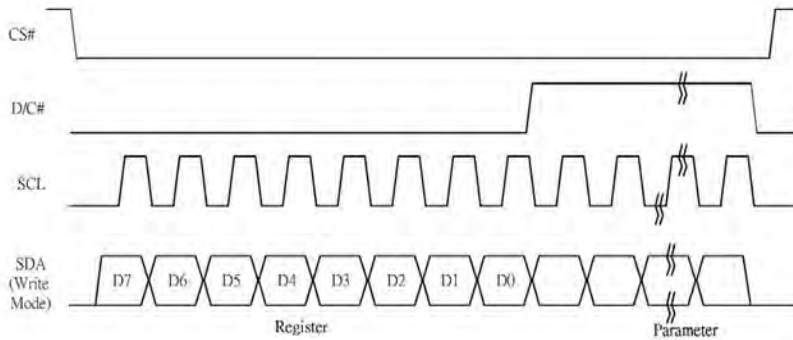 CS#
D/C#
SCL
SDA
(Write
Mode)
D7 D6 D5 D4 D3 D2 D1 D0
Register Parameter